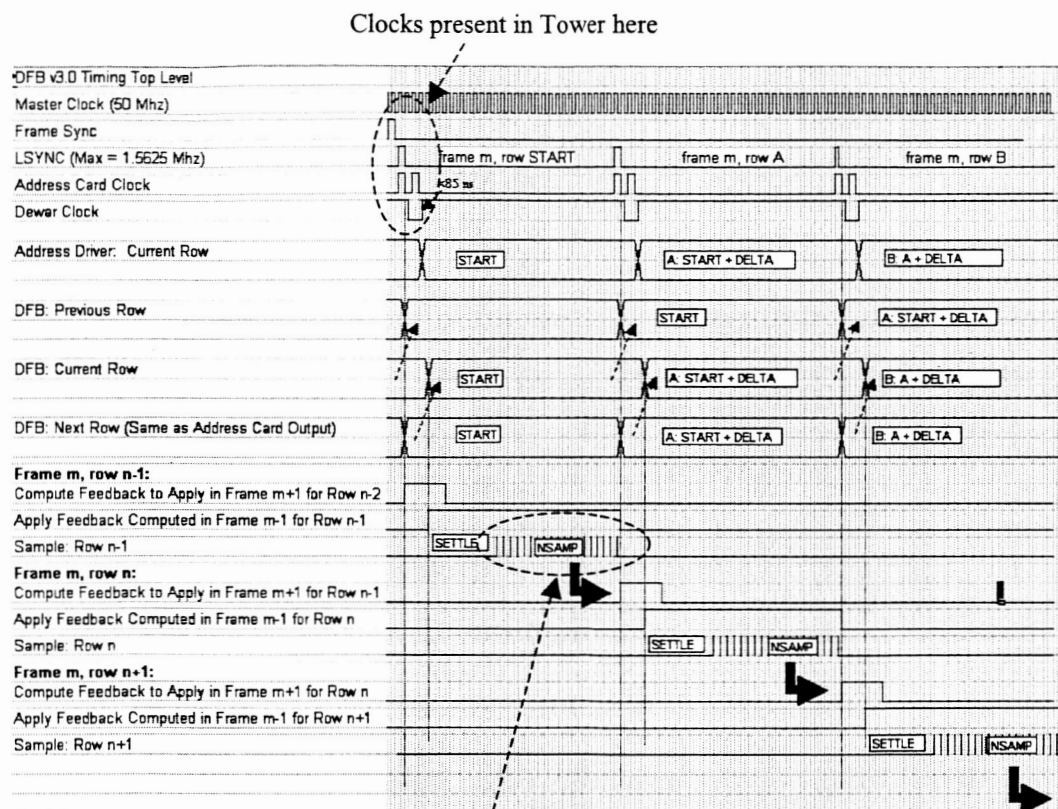 Clocks present in Tower here
DFB v3.0 Timing Top Level
Master Clock (50 Mhz)
Frame Sync
LSYNC (Max = 1.5625 Mhz)
frame m, row START
frame m, row A
frame m, row B
Address Card Clock
<85 ns
Dewar Clock
Address Driver: Current Row
START
A: START + DELTA
B: A + DELTA
DFB: Previous Row
START
A: START + DELTA
DFB: Current Row
START
A: START + DELTA
B: A + DELTA
DFB: Next Row (Same as Address Card Output)
START
A: START + DELTA
B: A + DELTA
Frame m, row n-1:
Compute Feedback to Apply in Frame m+1 for Row n-2
Apply Feedback Computed in Frame m-1 for Row n-1
Sample: Row n-1
SETTLE
NSAMP
Frame m, row n:
Compute Feedback to Apply in Frame m+1 for Row n-1
Apply Feedback Computed in Frame m-1 for Row n
Sample: Row n
SETTLE
NSAMP
Frame m, row n+1:
Compute Feedback to Apply in Frame m+1 for Row n
Apply Feedback Computed in Frame m-1 for Row n+1
Sample: Row n+1
SETTLE
NSAMP